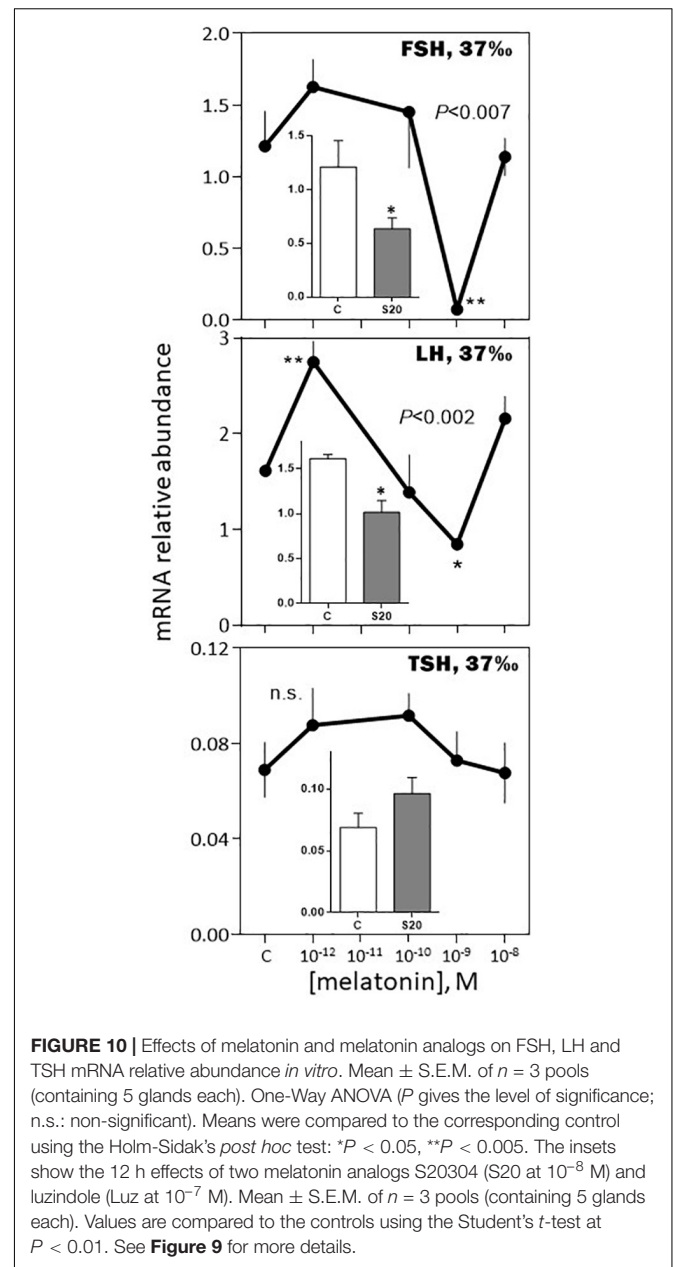 2.0
FSH, 37‰
1.5
P<0.007
1.5
1.0
1.0
*
0.5
0.5
0.0
C S20
**
0.0
3
LH, 37‰
**
2
P<0.002
1.5
*
1.0
1
0.5
*
0.0
C S20
0
mRNA relative abundance
0.12
TSH, 37‰
n.s.
0.08
0.10
0.05
0.04
0.00
C S20
0.00
C 10⁻¹² 10⁻¹¹ 10⁻¹⁰ 10⁻⁹ 10⁻⁸
[melatonin], M
FIGURE 10 | Effects of melatonin and melatonin analogs on FSH, LH and
TSH mRNA relative abundance in vitro. Mean ± S.E.M. of n = 3 pools
(containing 5 glands each). One-Way ANOVA (P gives the level of significance;
n.s.: non-significant). Means were compared to the corresponding control
using the Holm-Sidak's post hoc test: *P < 0.05, **P < 0.005. The insets
show the 12 h effects of two melatonin analogs S20304 (S20 at 10⁻⁸ M) and
luzindole (Luz at 10⁻⁷ M). Mean ± S.E.M. of n = 3 pools (containing 5 glands
each). Values are compared to the controls using the Student's t-test at
P < 0.01. See Figure 9 for more details.